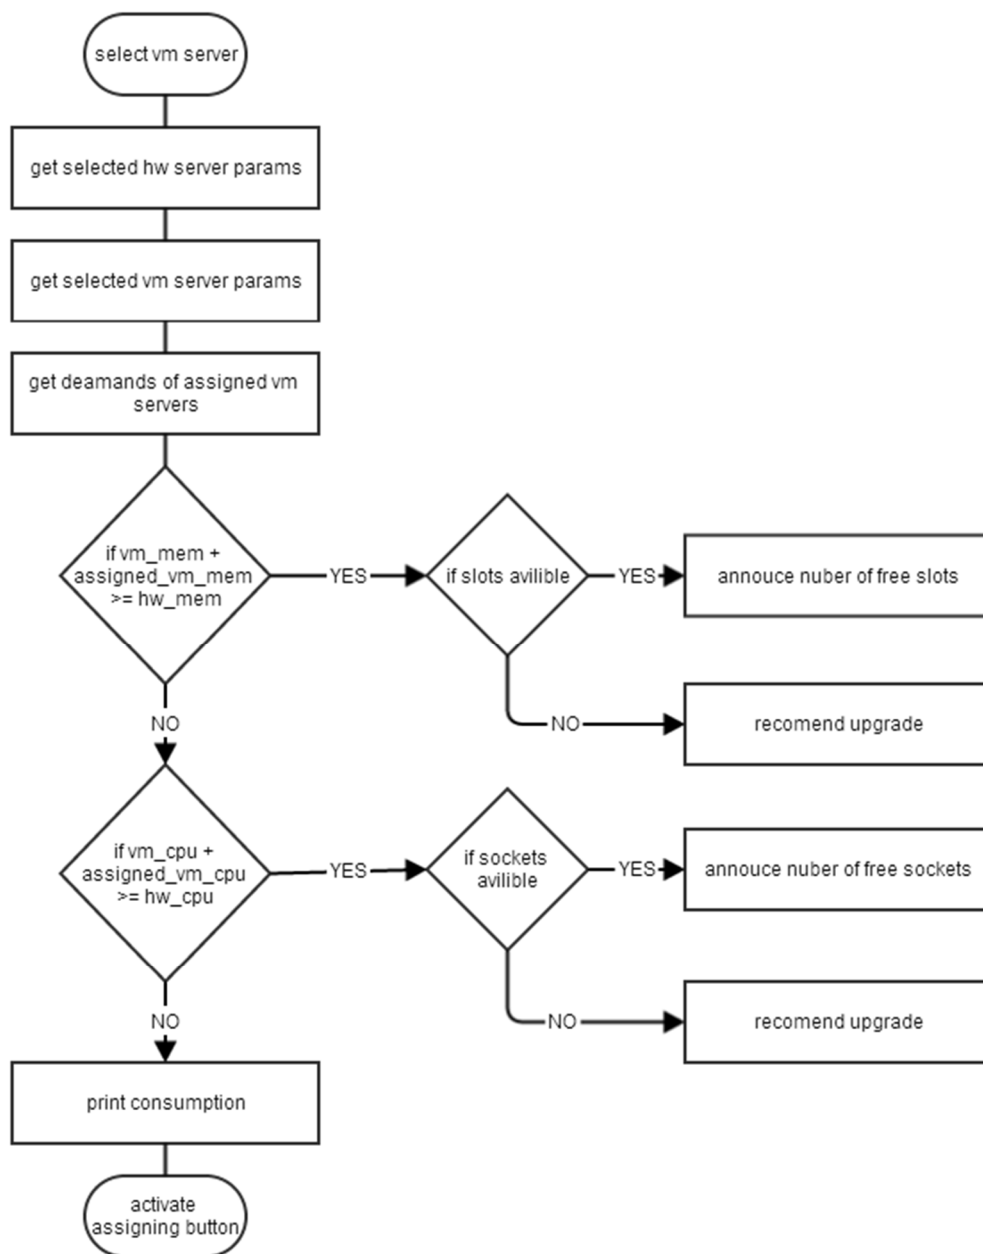 select vm server
get selected hw server params
get selected vm server params
get deamands of assigned vm
servers
if vm_mem +
assigned_vm_mem
>= hw_mem
YES
if slots avilible
YES
annouce nuber of free slots
NO
recomend upgrade
NO
if vm_cpu +
assigned_vm_cpu
>= hw_cpu
YES
if sockets
avilible
YES
annouce nuber of free sockets
NO
recomend upgrade
NO
print consumption
activate
assigning button